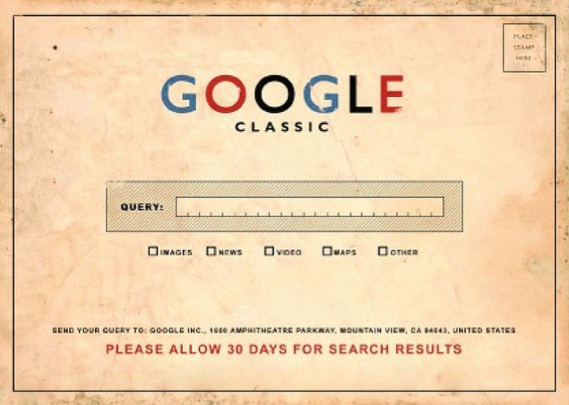 PLACE
STAMP
HERE
GOOGLE
CLASSIC
QUERY:
IMAGES NEWS VIDEO MAPS OTHER
SEND YOUR QUERY TO: GOOGLE INC., 1600 AMPHITHEATRE PARKWAY, MOUNTAIN VIEW, CA 94043, UNITED STATES
PLEASE ALLOW 30 DAYS FOR SEARCH RESULTS